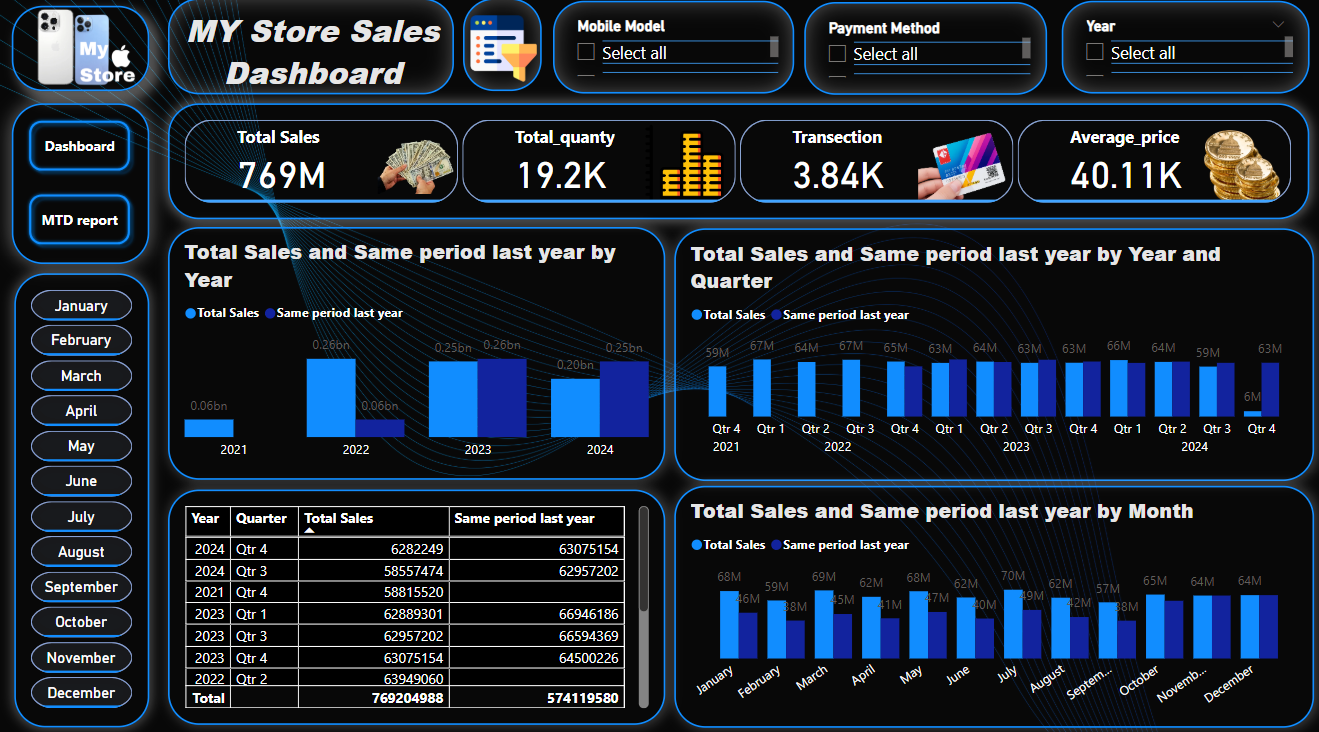 My
Store
MY Store Sales
Dashboard
Mobile Model
Select all
Payment Method
Select all
Year
Select all
Dashboard
MTD report
Total Sales
769M
Total_quanty
19.2K
Transection
3.84K
Average_price
40.11K
January
February
March
April
May
June
July
August
September
October
November
December
Total Sales and Same period last year by
Year
Total Sales Same period last year
0.06bn
0.26bn 0.06bn
0.25bn 0.26bn
0.20bn 0.25bn
2021 2022 2023 2024
Total Sales and Same period last year by Year and
Quarter
Total Sales Same period last year
59M 67M 64M 67M 65M 63M 64M 63M 63M 66M 64M 59M 6M 63M
Qtr 4 Qtr 1 Qtr 2 Qtr 3 Qtr 4 Qtr 1 Qtr 2 Qtr 3 Qtr 4 Qtr 1 Qtr 2 Qtr 3 Qtr 4
2021 2022 2023 2024
Year Quarter Total Sales Same period last year
2024 Qtr 4 6282249 63075154
2024 Qtr 3 58557474 62957202
2021 Qtr 4 58815520
2023 Qtr 1 62889301 66946186
2023 Qtr 3 62957202 66594369
2023 Qtr 4 63075154 64500226
2022 Qtr 2 63949060
Total 769204988 574119580
Total Sales and Same period last year by Month
Total Sales Same period last year
68M 46M 59M 38M 69M 45M 62M 41M 68M 47M 62M 40M 70M 49M 62M 42M 57M 38M 65M 64M 64M
January February March April May June July August Septem... October Novemb... December